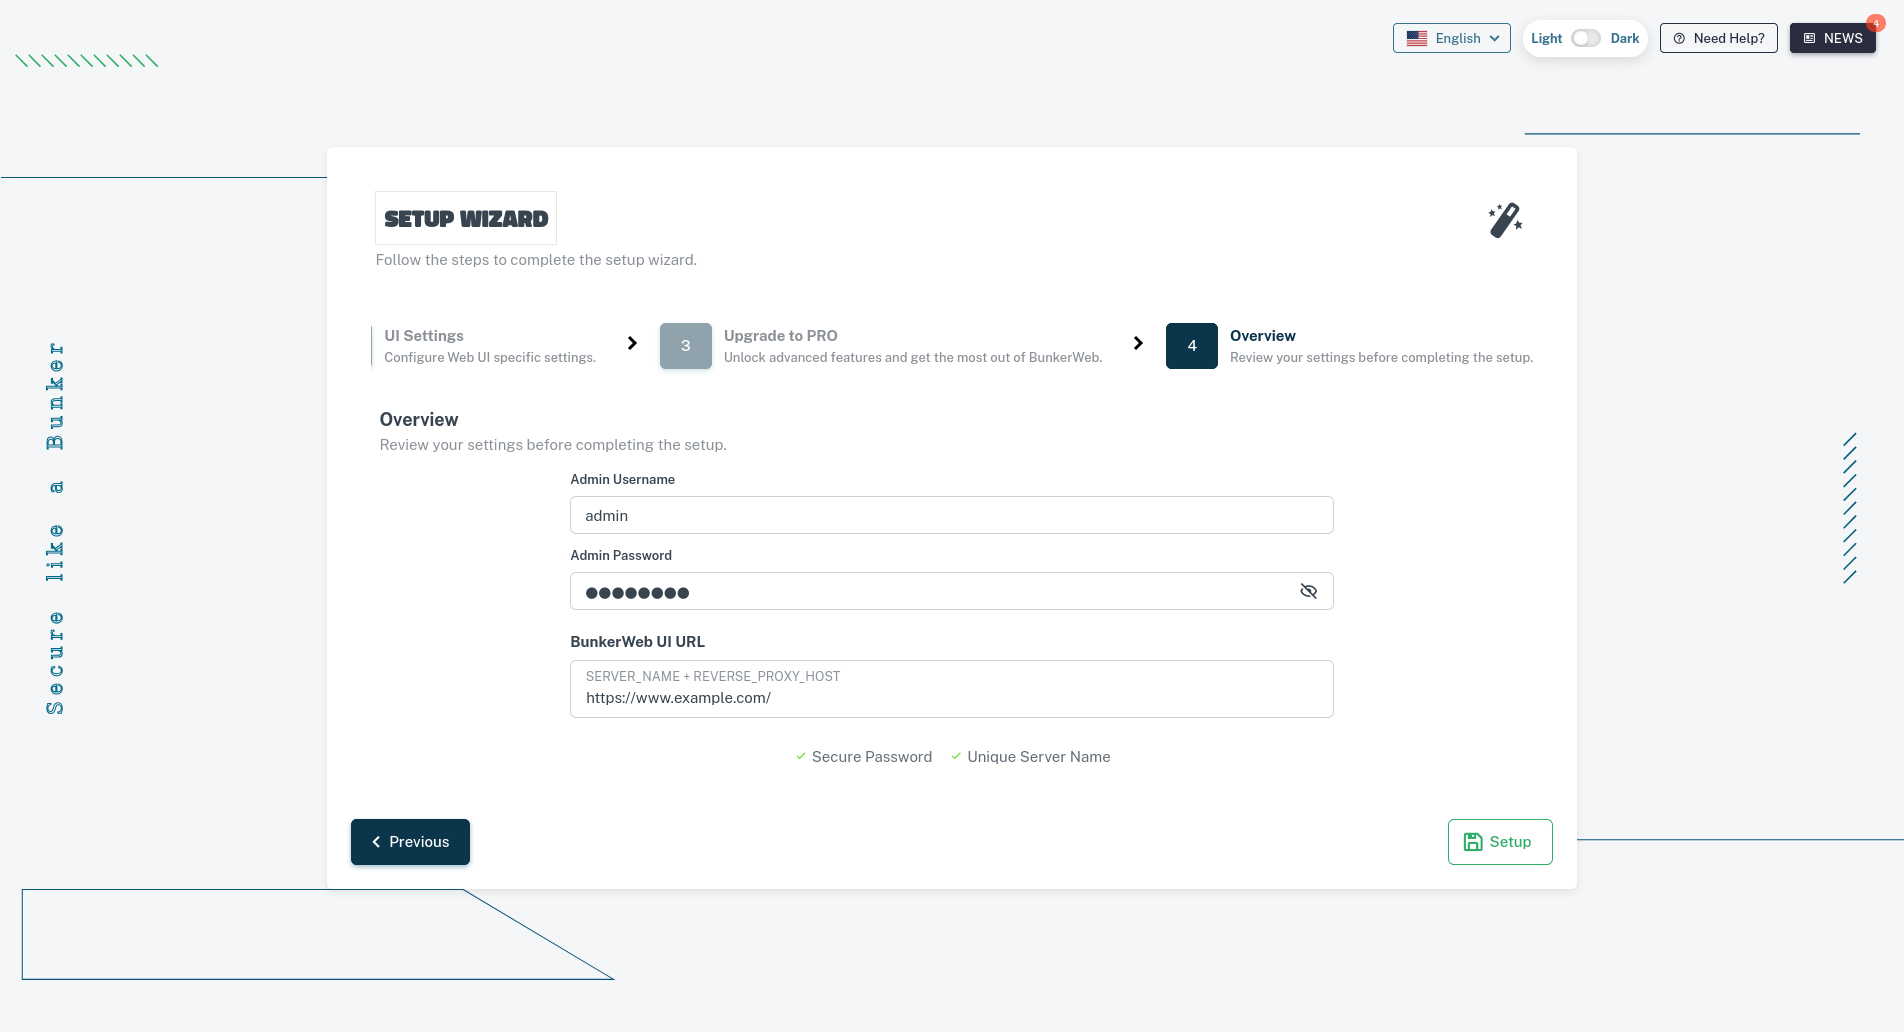 English
Light
Dark
Need Help?
NEWS
4
SETUP WIZARD
Follow the steps to complete the setup wizard.
UI Settings
Configure Web UI specific settings.
3
Upgrade to PRO
Unlock advanced features and get the most out of BunkerWeb.
4
Overview
Review your settings before completing the setup.
Secure like a Bunker
Overview
Review your settings before completing the setup.
Admin Username
admin
Admin Password
●●●●●●●●
BunkerWeb UI URL
SERVER_NAME + REVERSE_PROXY_HOST
https://www.example.com/
Secure Password
Unique Server Name
Previous
Setup